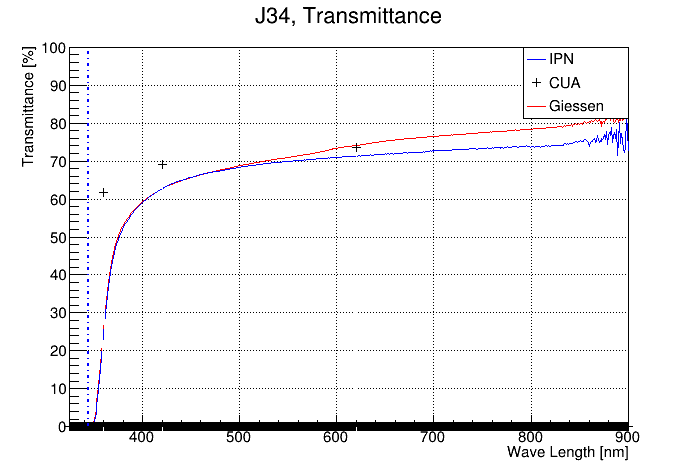 J34, Transmittance
Transmittance [%]
100
90
80
70
60
50
40
30
20
10
0
IPN
CUA
Giessen
400 500 600 700 800 900
Wave Length [nm]